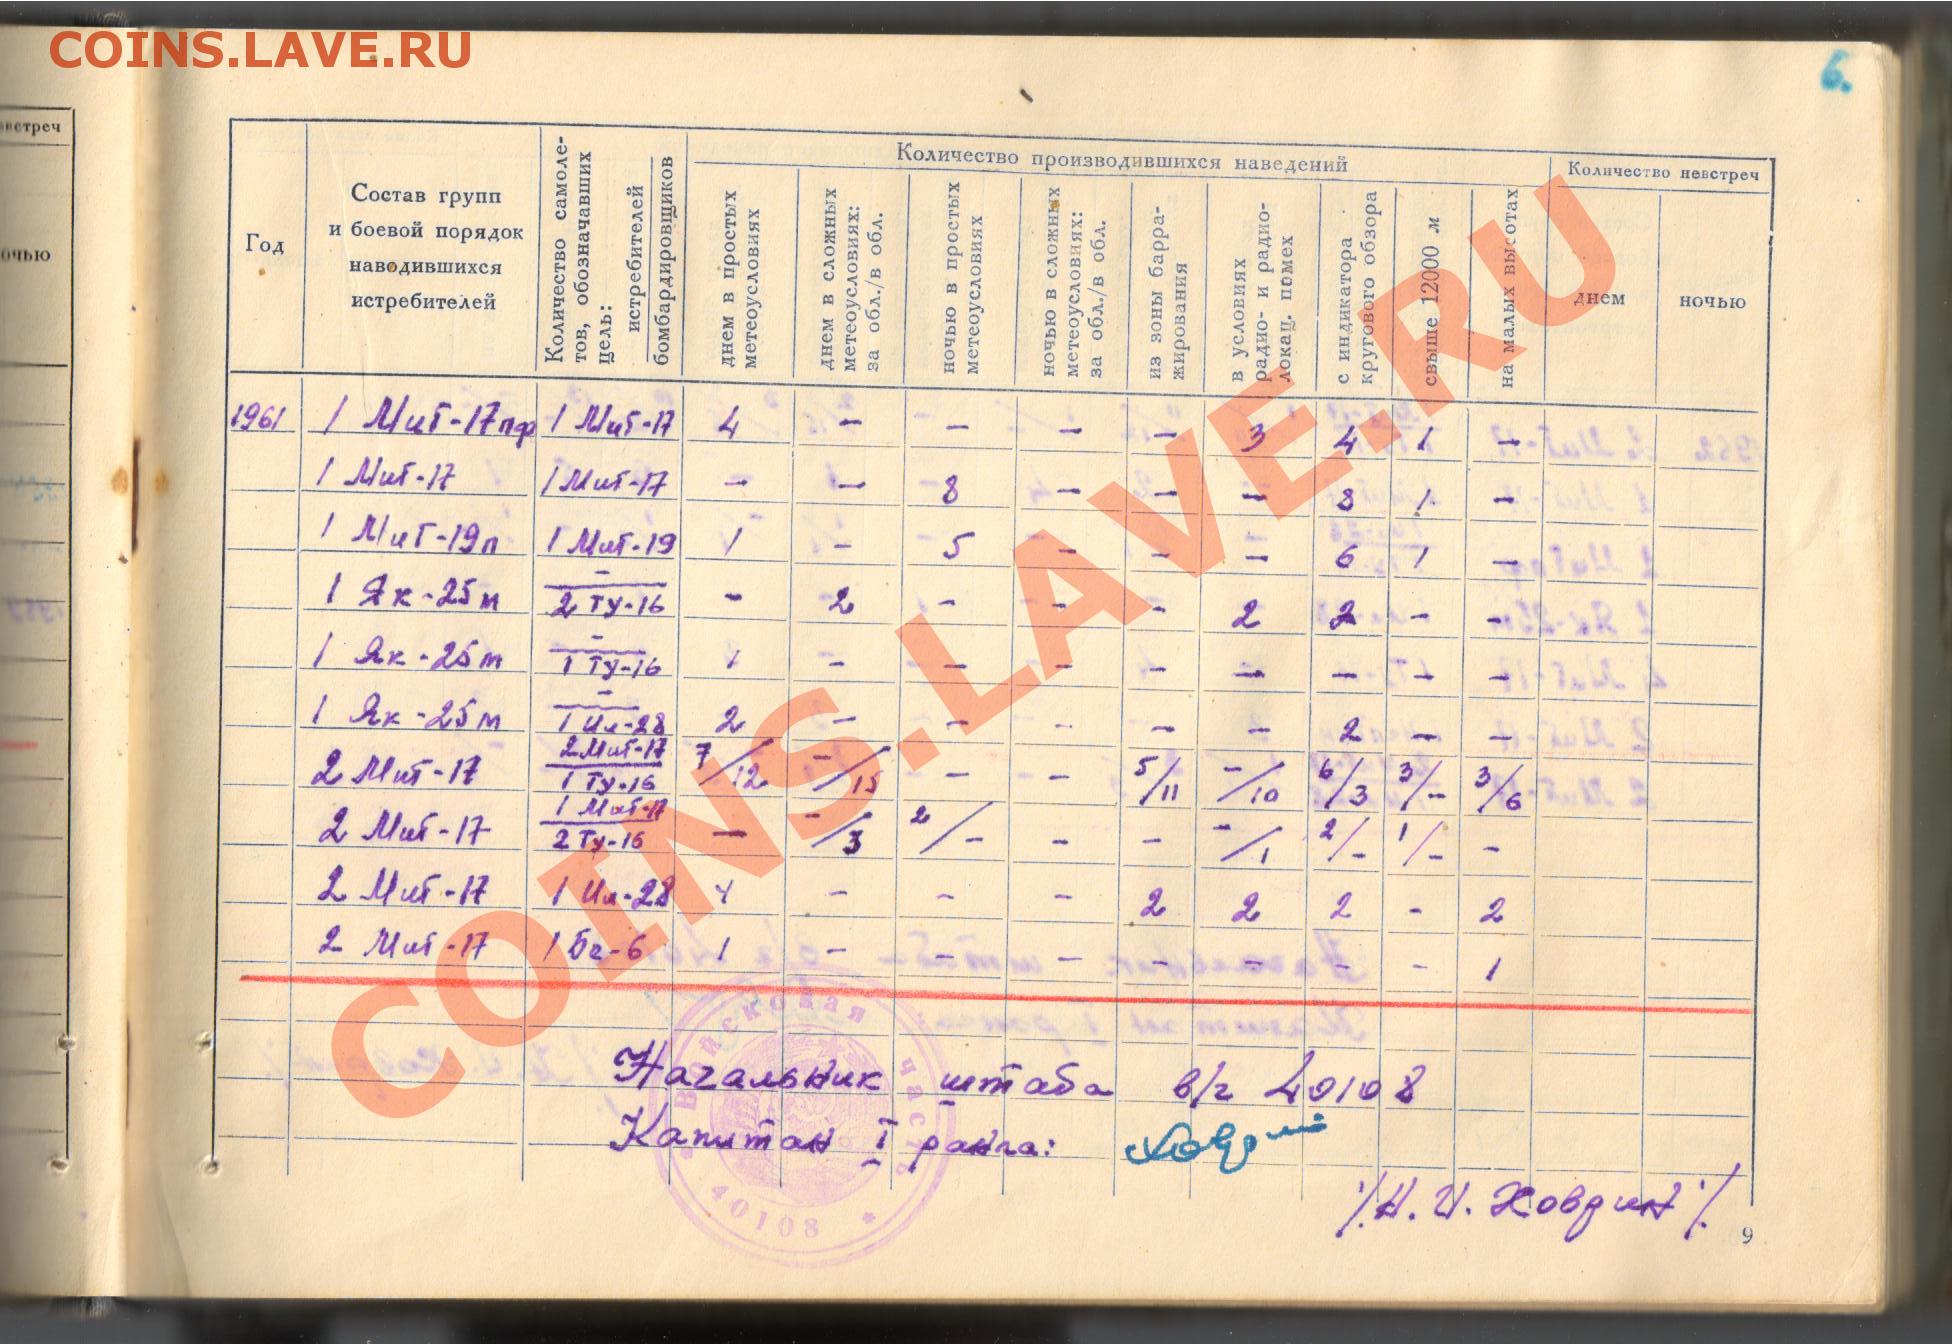 COINS.LAVE.RU
6.
встреч
очью
Год
Состав групп и боевой порядок наводившихся истребителей
Количество самолетов, обозначавших цель: истребителей бомбардировщиков
Количество производившихся наведений
днем в простых метеоусловиях
днем в сложных метеоусловиях: за обл./в обл.
ночью в простых метеоусловиях
ночью в сложных метеоусловиях: за обл./в обл.
из зоны барражирования
в условиях радио- и радиолокац. помех
с индикатора кругового обзора
свыше 12000 м
на малых высотах
Количество невстреч
днем
ночью
1961 1 МиГ-17пф 1 МиГ-17 4 - - - - 3 4 1 -
1 МиГ-17 1 МиГ-17 - - 8 - - - 8 1 -
1 МиГ-19п 1 МиГ-19 1 - 5 - - - 6 1 -
1 Як-25м -/2 Ту-16 - 2 - - - 2 2 - -
1 Як-25м -/1 Ту-16 1 - - - - - - - -
1 Як-25м -/1 Ил-28 2 - - - - - 2 - -
2 МиГ-17 2 МиГ-17/1 Ту-16 7/12 -/15 - - 5/11 -/10 6/3 3/- 3/6
2 МиГ-17 1 МиГ-17/2 Ту-16 - -/3 2/- - - -/1 2/- 1/- -
2 МиГ-17 1 Ил-28 4 - - - 2 2 2 - 2
2 МиГ-17 1 Бе-6 1 - - - - - - - 1
Начальник штаба в/ч 40108
Капитан I ранга:
/Н. И. Ховрин/
войсковая часть
* 40108 *
9
COINS.LAVE.RU